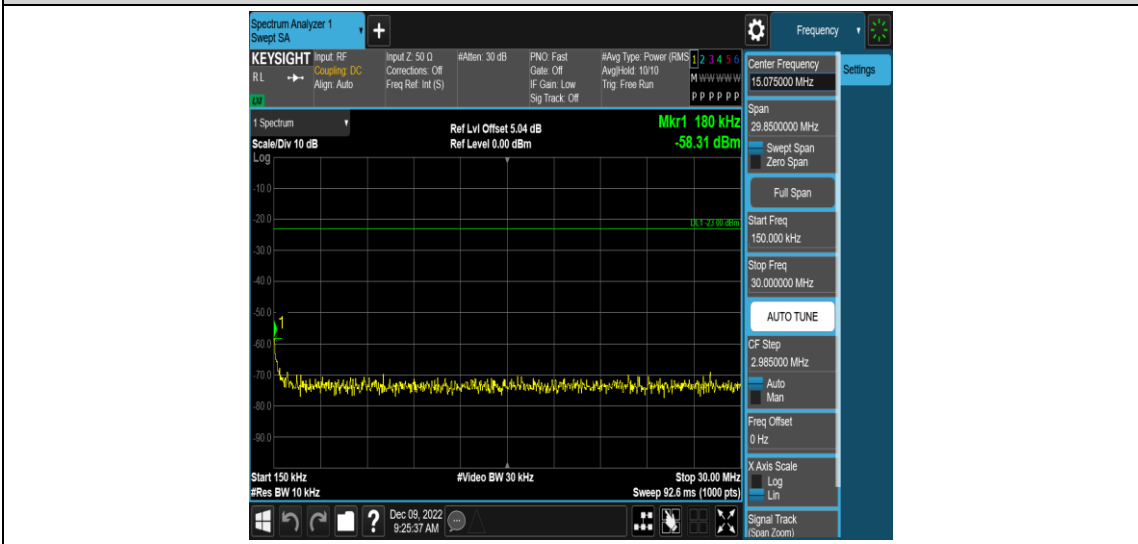 Spectrum Analyzer 1
Swept SA
+
Frequency
KEYSIGHT
RL
LXI
Input: RF
Coupling: DC
Align: Auto
Input Z: 50 Ω
Corrections: Off
Freq Ref: Int (S)
#Atten: 30 dB
PNO: Fast
Gate: Off
IF Gain: Low
Sig Track: Off
#Avg Type: Power (RMS
Avg|Hold: 10/10
Trig: Free Run
1 2 3 4 5 6
M W W W W W
P P P P P P
1 Spectrum
Scale/Div 10 dB
Log
Ref Lvl Offset 5.04 dB
Ref Level 0.00 dBm
Mkr1 180 kHz
-58.31 dBm
-10.0
-20.0
DL1 -23.00 dBm
-30.0
-40.0
-50.0
1
-60.0
-70.0
-80.0
-90.0
Start 150 kHz
#Res BW 10 kHz
#Video BW 30 kHz
Stop 30.00 MHz
Sweep 92.6 ms (1000 pts)
Dec 09, 2022
9:25:37 AM
?
Settings
Center Frequency
15.075000 MHz
Span
29.8500000 MHz
Swept Span
Zero Span
Full Span
Start Freq
150.000 kHz
Stop Freq
30.000000 MHz
AUTO TUNE
CF Step
2.985000 MHz
Auto
Man
Freq Offset
0 Hz
X Axis Scale
Log
Lin
Signal Track
(Span Zoom)